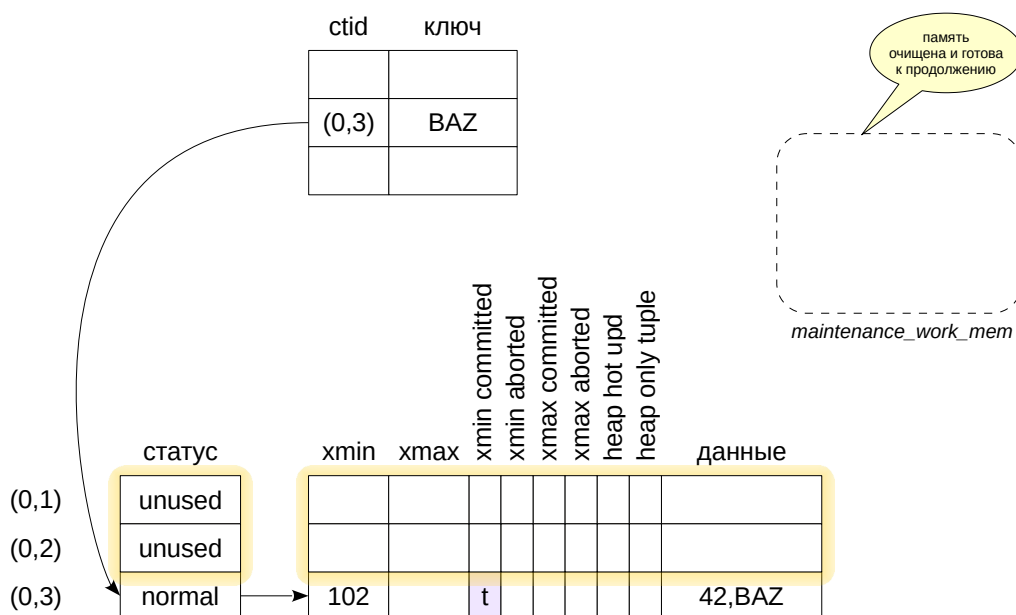 ctid ключ
(0,3) BAZ
память
очищена и готова
к продолжению
maintenance_work_mem
xmin committed
xmin aborted
xmax committed
xmax aborted
heap hot upd
heap only tuple
статус xmin xmax данные
(0,1) unused
(0,2) unused
(0,3) normal 102 t 42,BAZ